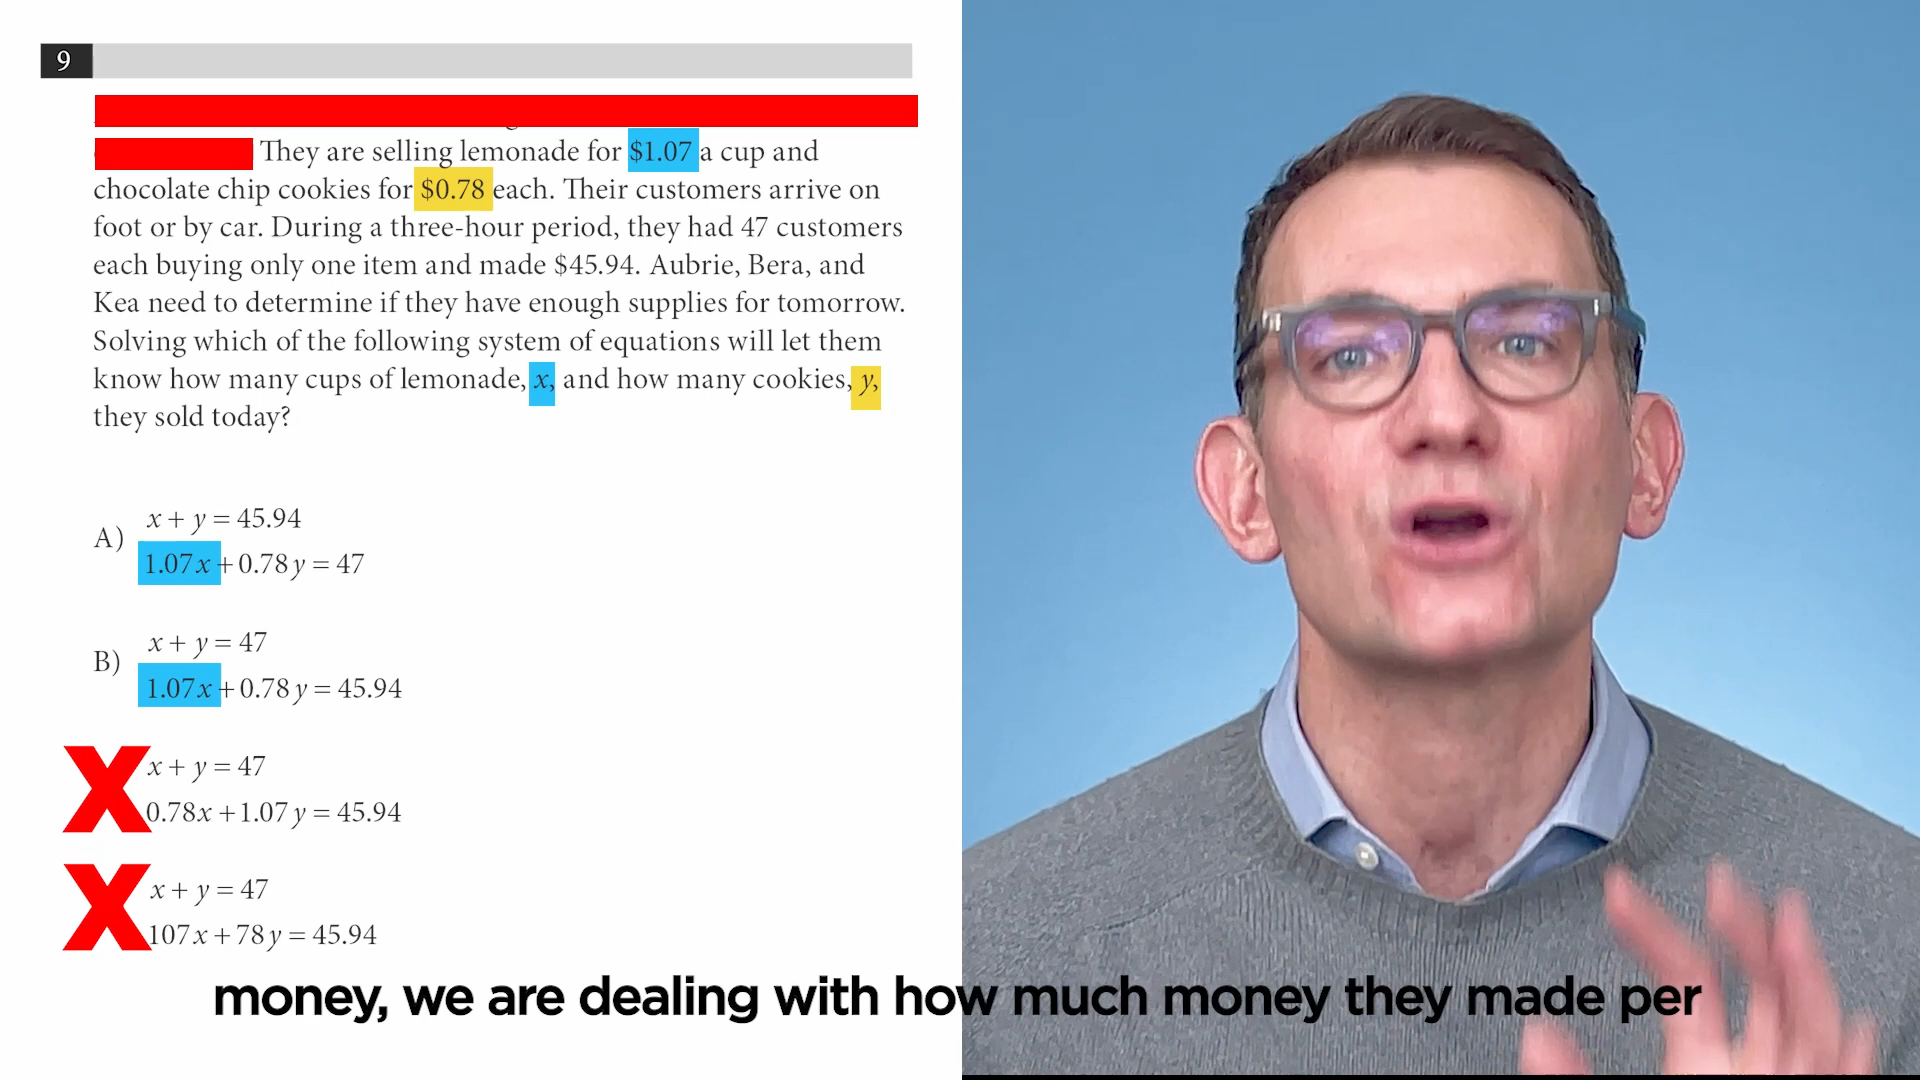 9
They are selling lemonade for $1.07 a cup and
chocolate chip cookies for $0.78 each. Their customers arrive on
foot or by car. During a three-hour period, they had 47 customers
each buying only one item and made $45.94. Aubrie, Bera, and
Kea need to determine if they have enough supplies for tomorrow.
Solving which of the following system of equations will let them
know how many cups of lemonade, x, and how many cookies, y,
they sold today?
A)
x + y = 45.94
1.07x + 0.78y = 47
B)
x + y = 47
1.07x + 0.78y = 45.94
x + y = 47
0.78x + 1.07y = 45.94
x + y = 47
107x + 78y = 45.94
money, we are dealing with how much money they made per